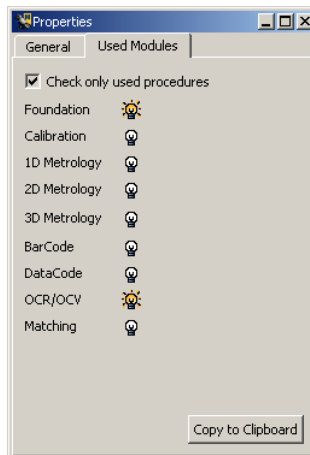 Properties
General Used Modules
Check only used procedures
Foundation
Calibration
1D Metrology
2D Metrology
3D Metrology
BarCode
DataCode
OCR/OCV
Matching
Copy to Clipboard